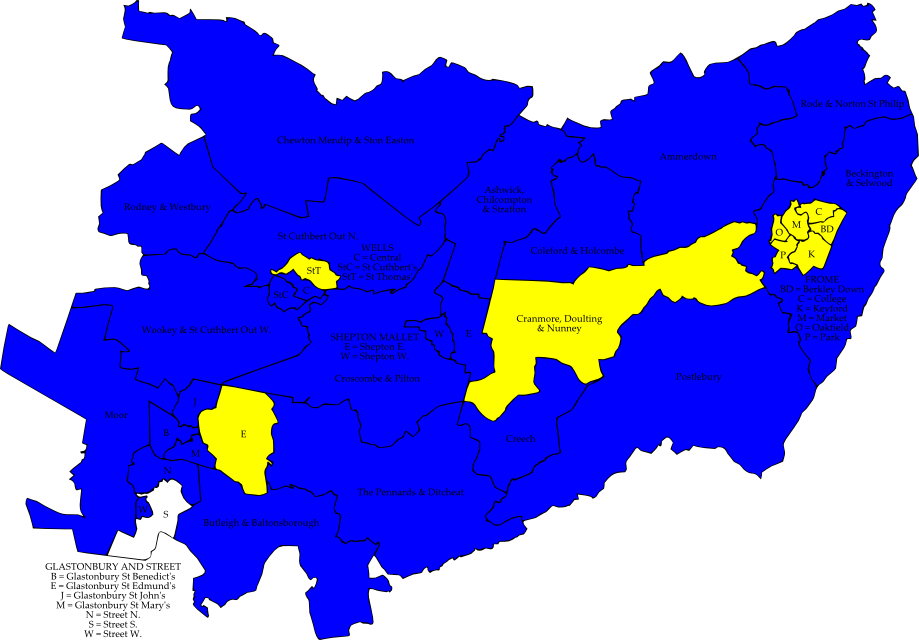 Rode & Norton St Philip
Chewton Mendip & Ston Easton
Ammerdown
Beckington
& Selwood
Ashwick,
Chilcompton
& Stratton
Rodney & Westbury
C
M
BD
O
K
P
St Cuthbert Out N.
WELLS
C = Central
StC = St Cuthbert's
StT = St Thomas'
Coleford & Holcombe
StT
StC
C
FROME
BD = Berkley Down
C = College
K = Keyford
M = Market
O = Oakfield
P = Park
Cranmore, Doulting
& Nunney
Wookey & St Cuthbert Out W.
SHEPTON MALLET
E = Shepton E.
W = Shepton W.
W
E
Croscombe & Pilton
Postlebury
Moor
J
B
E
M
N
Creech
The Pennards & Ditcheat
W
S
Butleigh & Baltonsborough
GLASTONBURY AND STREET
B = Glastonbury St Benedict's
E = Glastonbury St Edmund's
J = Glastonbury St John's
M = Glastonbury St Mary's
N = Street N.
S = Street S.
W = Street W.